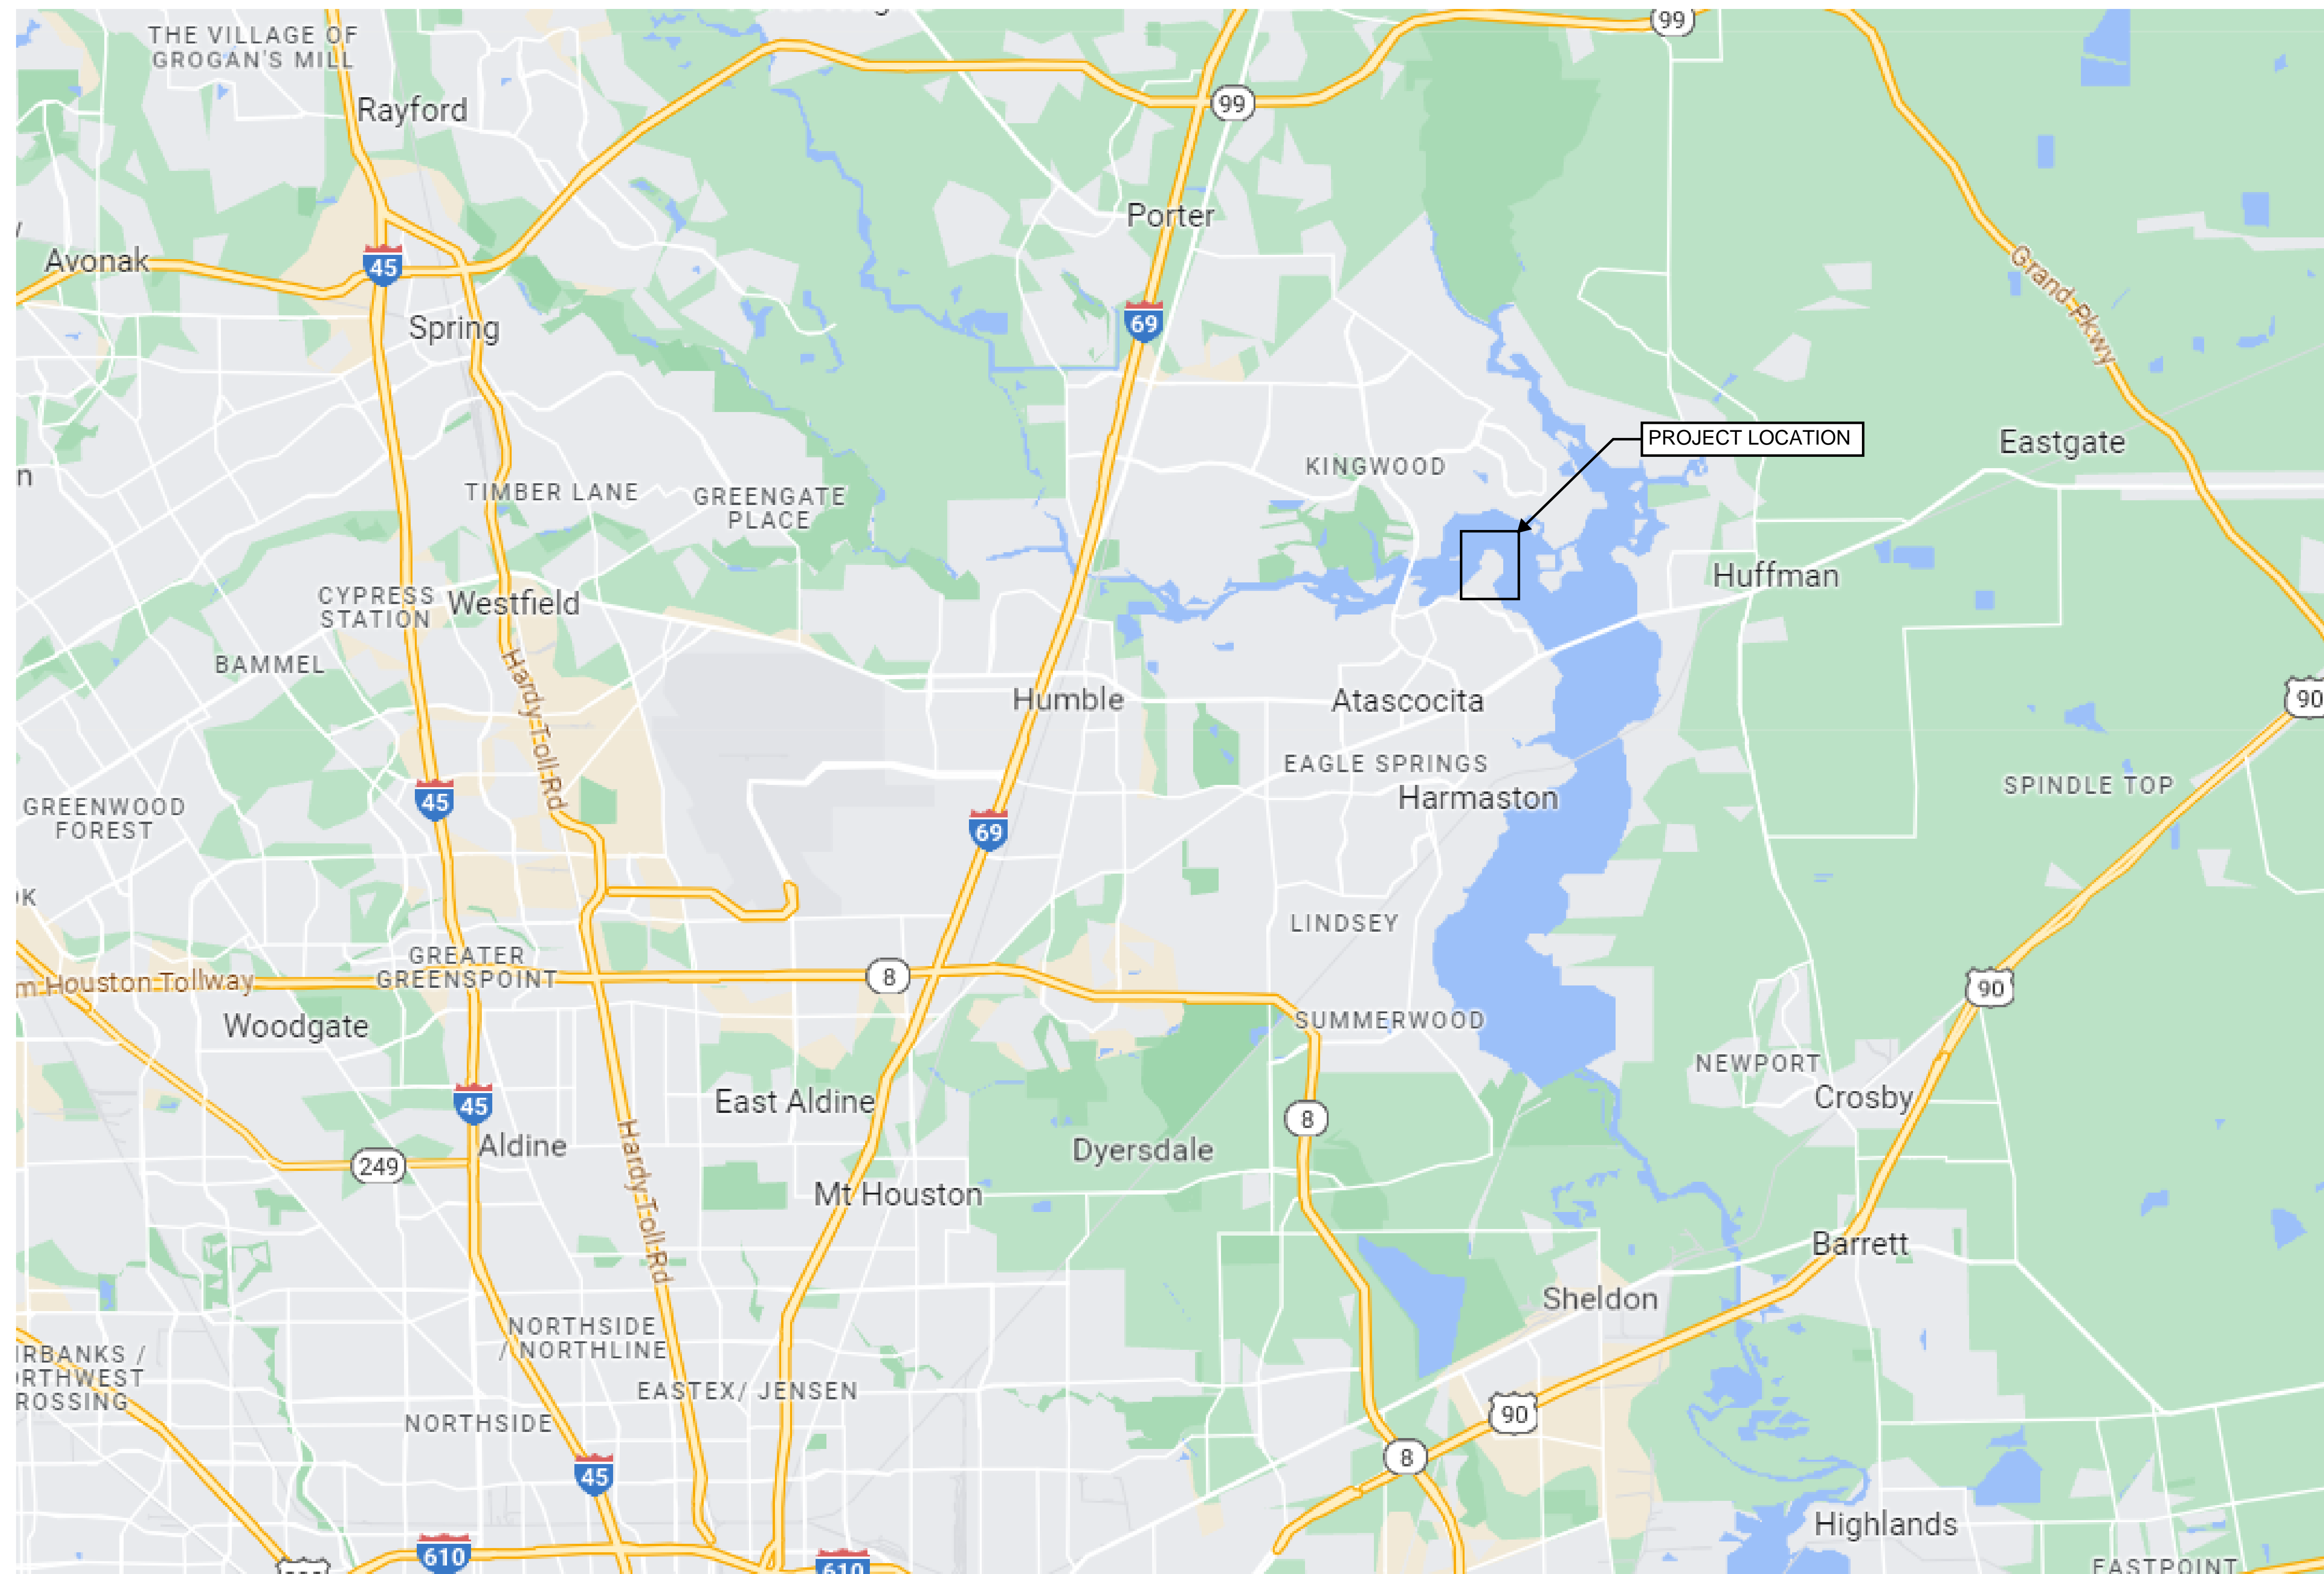 THE VILLAGE OF
GROGAN'S MILL
99
Rayford
99
Porter
Avonak
45
Grand Pkwy
Spring
69
PROJECT LOCATION
Eastgate
KINGWOOD
n
TIMBER LANE
GREENGATE
PLACE
Huffman
CYPRESS
STATION
Westfield
BAMMEL
Hardy Toll Rd
Humble
Atascocita
90
EAGLE SPRINGS
SPINDLE TOP
Harmaston
45
GREENWOOD
FOREST
69
LINDSEY
GREATER
GREENSPOINT
m Houston Tollway
8
90
Woodgate
SUMMERWOOD
NEWPORT
Crosby
East Aldine
45
8
Aldine
Dyersdale
249
Hardy Toll Rd
Mt Houston
Barrett
Sheldon
NORTHSIDE
/ NORTHLINE
IRBANKS /
ORTHWEST
ROSSING
EASTEX/ JENSEN
NORTHSIDE
90
8
45
Highlands
610
610
EASTPOINT